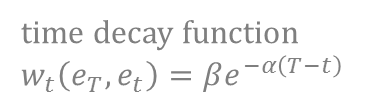 time decay function
wₜ(e_T, eₜ) = βe^{−α(T−t)}